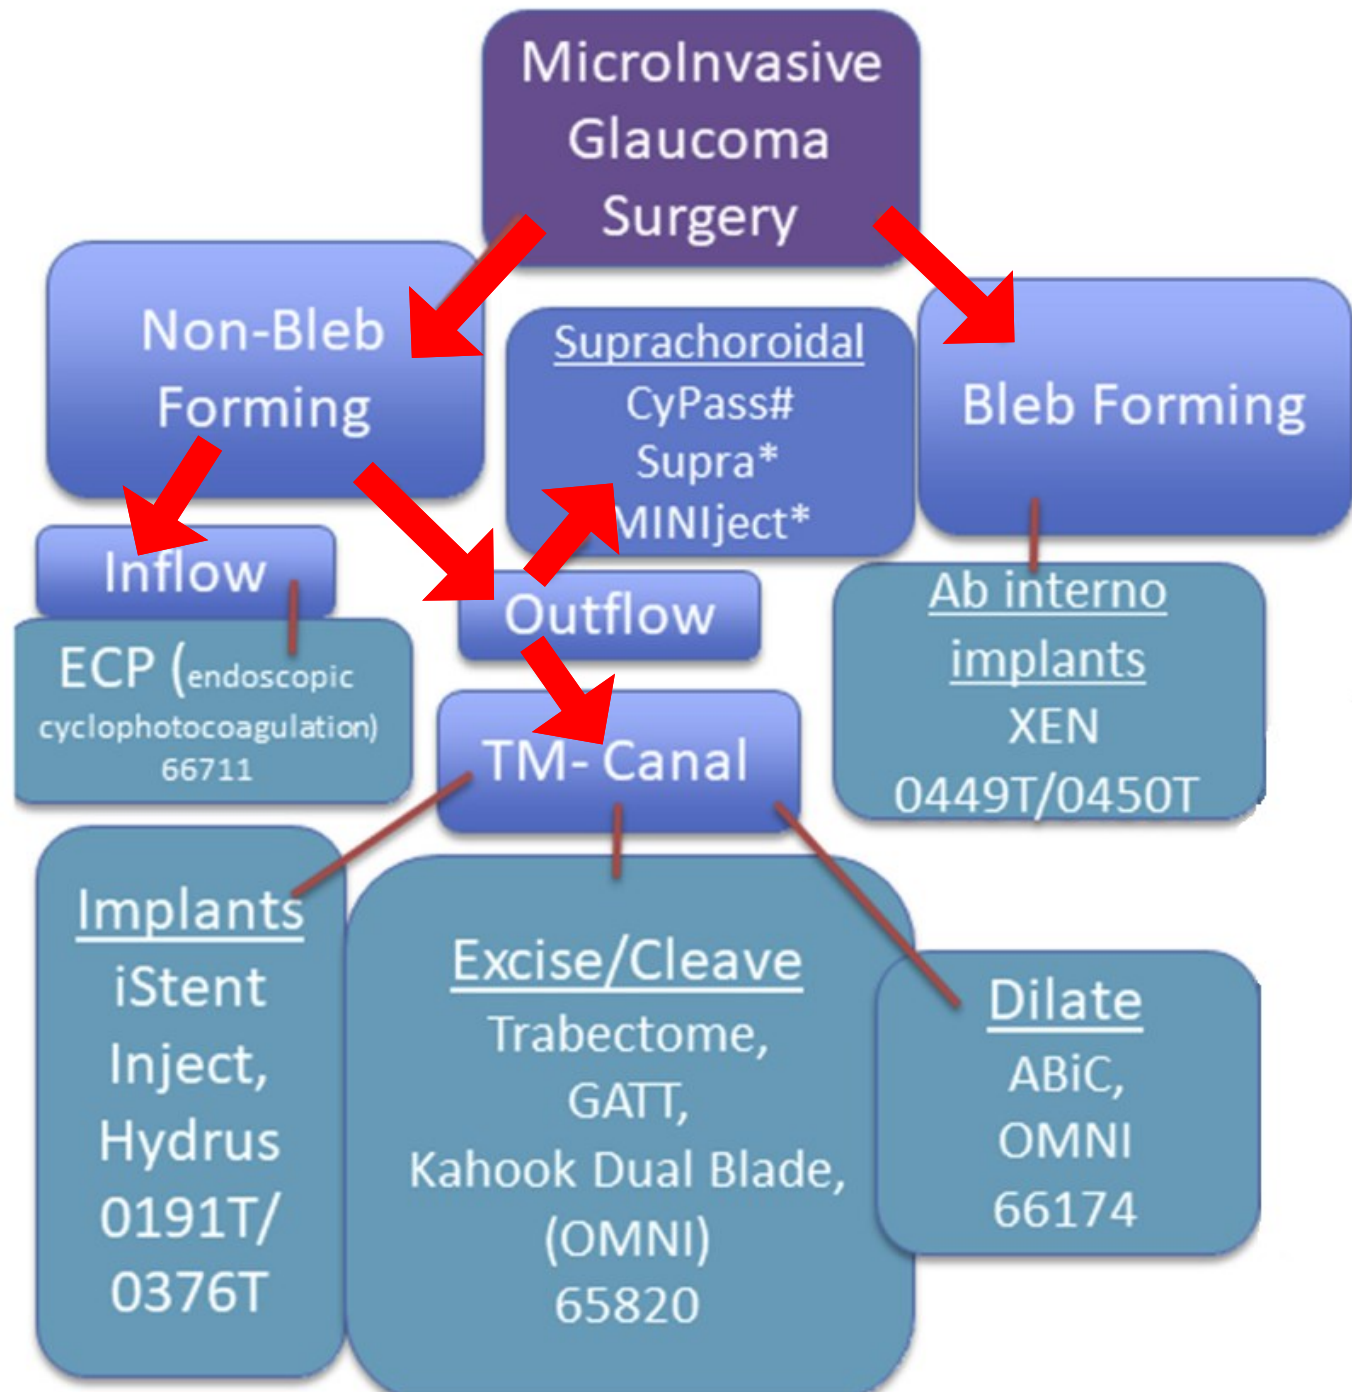 MicroInvasive
Glaucoma
Surgery
Non-Bleb
Forming
Suprachoroidal
CyPass#
Supra*
MINIject*
Bleb Forming
Inflow
ECP (endoscopic
cyclophotocoagulation)
66711
Outflow
Ab interno
implants
XEN
0449T/0450T
TM- Canal
Implants
iStent
Inject,
Hydrus
0191T/
0376T
Excise/Cleave
Trabectome,
GATT,
Kahook Dual Blade,
(OMNI)
65820
Dilate
ABiC,
OMNI
66174